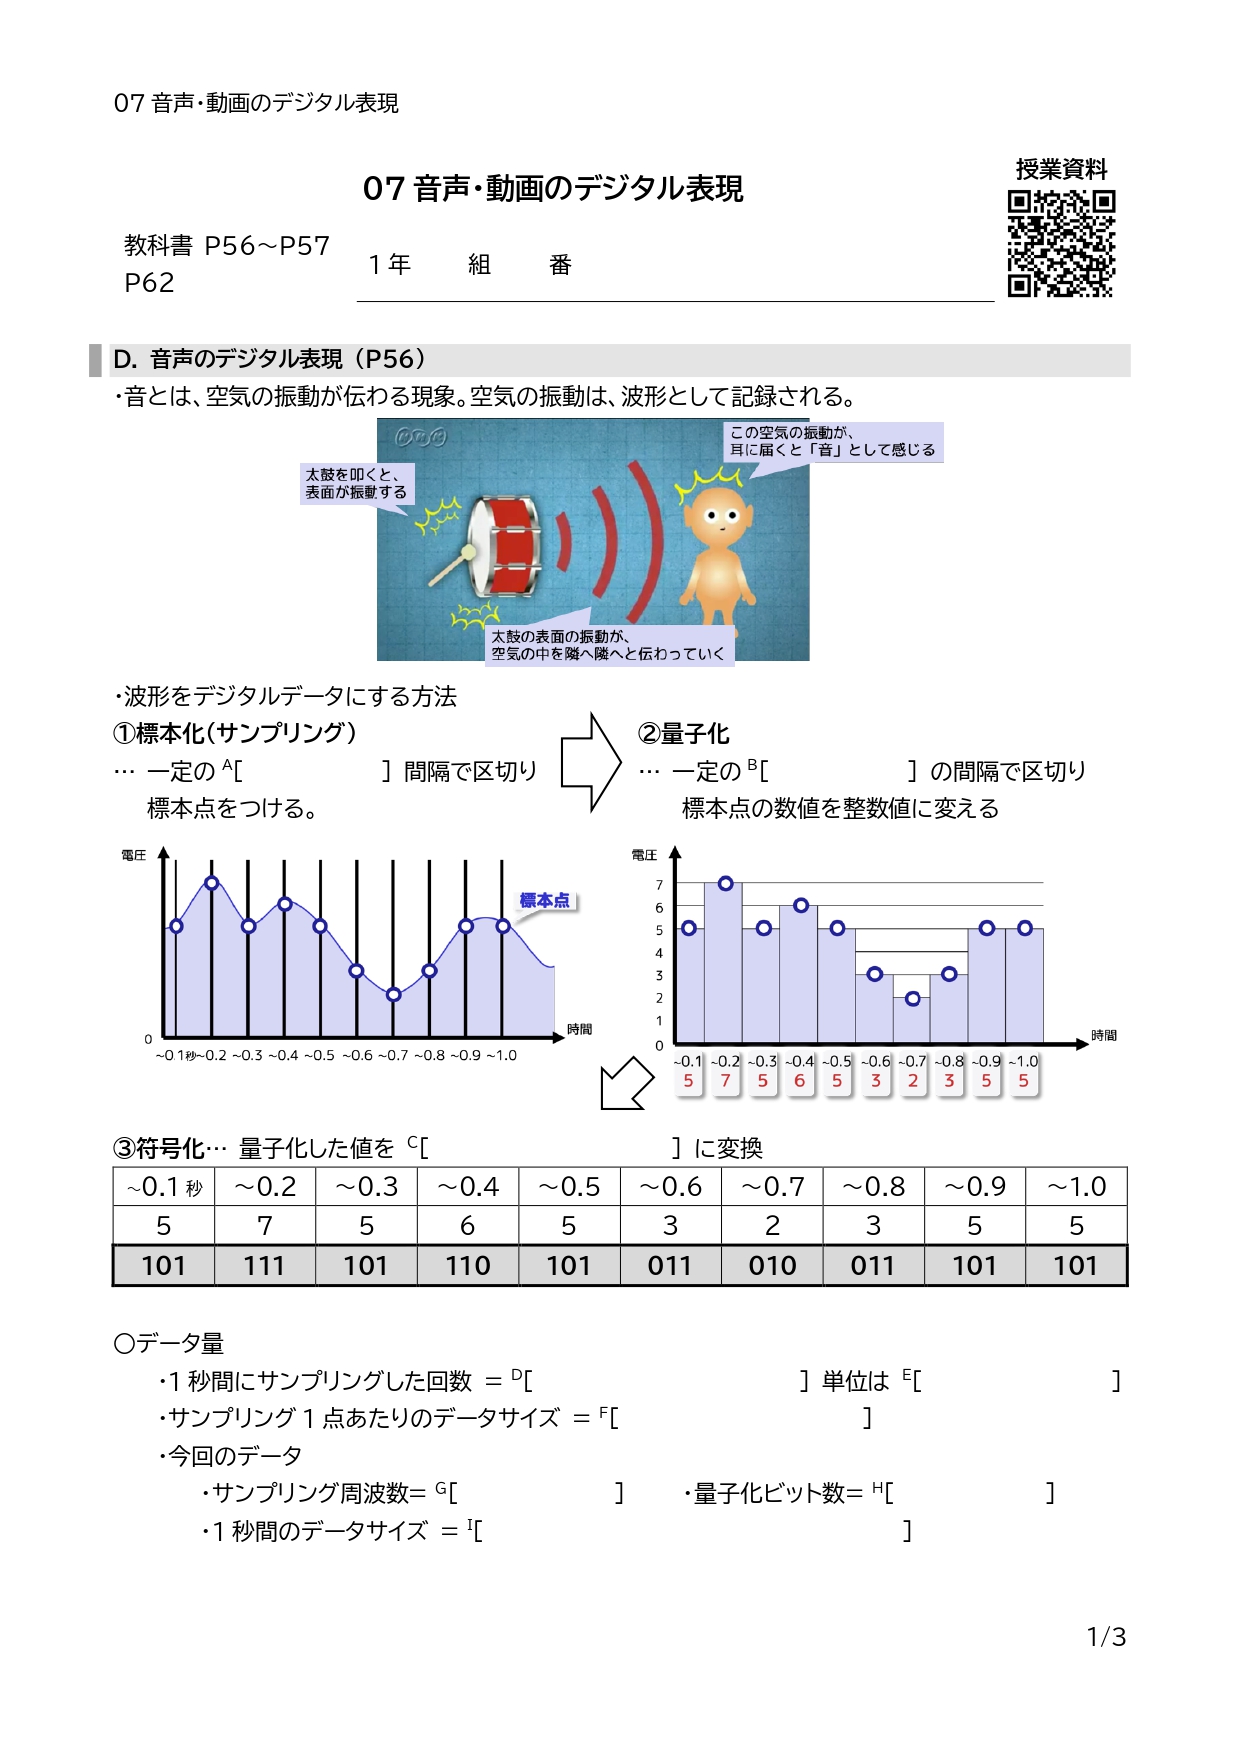 07 音声・動画のデジタル表現
07 音声・動画のデジタル表現
授業資料
教科書 P56～P57
P62
1年 組 番
D. 音声のデジタル表現（P56）
・音とは、空気の振動が伝わる現象。空気の振動は、波形として記録される。
NHK
この空気の振動が、
耳に届くと「音」として感じる
太鼓を叩くと、
表面が振動する
太鼓の表面の振動が、
空気の中を隣へ隣へと伝わっていく
・波形をデジタルデータにする方法
①標本化（サンプリング）
… 一定の A[ ] 間隔で区切り
標本点をつける。
②量子化
… 一定の B[ ] の間隔で区切り
標本点の数値を整数値に変える
電圧
標本点
0
時間
~0.1秒 ~0.2 ~0.3 ~0.4 ~0.5 ~0.6 ~0.7 ~0.8 ~0.9 ~1.0
電圧
7
6
5
4
3
2
1
0
時間
~0.1 ~0.2 ~0.3 ~0.4 ~0.5 ~0.6 ~0.7 ~0.8 ~0.9 ~1.0
5 7 5 6 5 3 2 3 5 5
③符号化… 量子化した値を C[ ] に変換
~0.1秒 ～0.2 ～0.3 ～0.4 ～0.5 ～0.6 ～0.7 ～0.8 ～0.9 ～1.0
5 7 5 6 5 3 2 3 5 5
101 111 101 110 101 011 010 011 101 101
○データ量
・1秒間にサンプリングした回数 = D[ ] 単位は E[ ]
・サンプリング1点あたりのデータサイズ = F[ ]
・今回のデータ
・サンプリング周波数= G[ ] ・量子化ビット数= H[ ]
・1秒間のデータサイズ = I[ ]
1/3